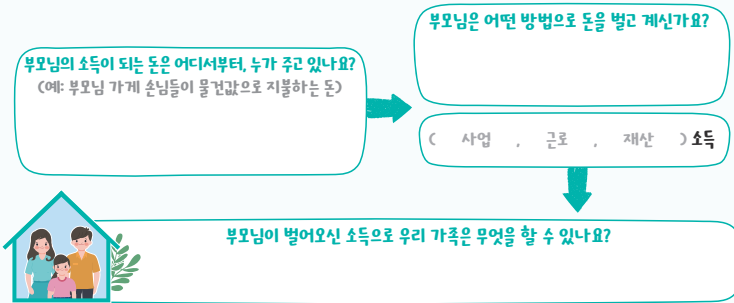 부모님의 소득이 되는 돈은 어디서부터, 누가 주고 있나요?
(예: 부모님 가게 손님들이 물건값으로 지불하는 돈)
부모님은 어떤 방법으로 돈을 벌고 계신가요?
( 사업 , 근로 , 재산 ) 소득
부모님이 벌어오신 소득으로 우리 가족은 무엇을 할 수 있나요?